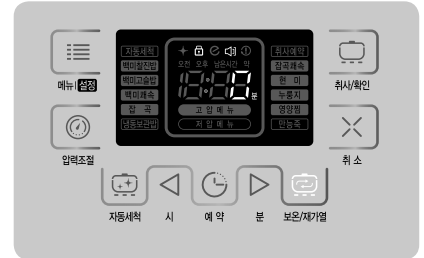 자동세척
백미찰진밥
백미고슬밥
백미쾌속
잡 곡
냉동보관밥
오전 오후 남은시간 약
18:80 분
고 압 메 뉴
저 압 메 뉴
취사예약
잡곡쾌속
현 미
누룽지
영양찜
만능죽
메뉴/설정
압력조절
취사/확인
취 소
자동세척
시
예 약
분
보온/재가열